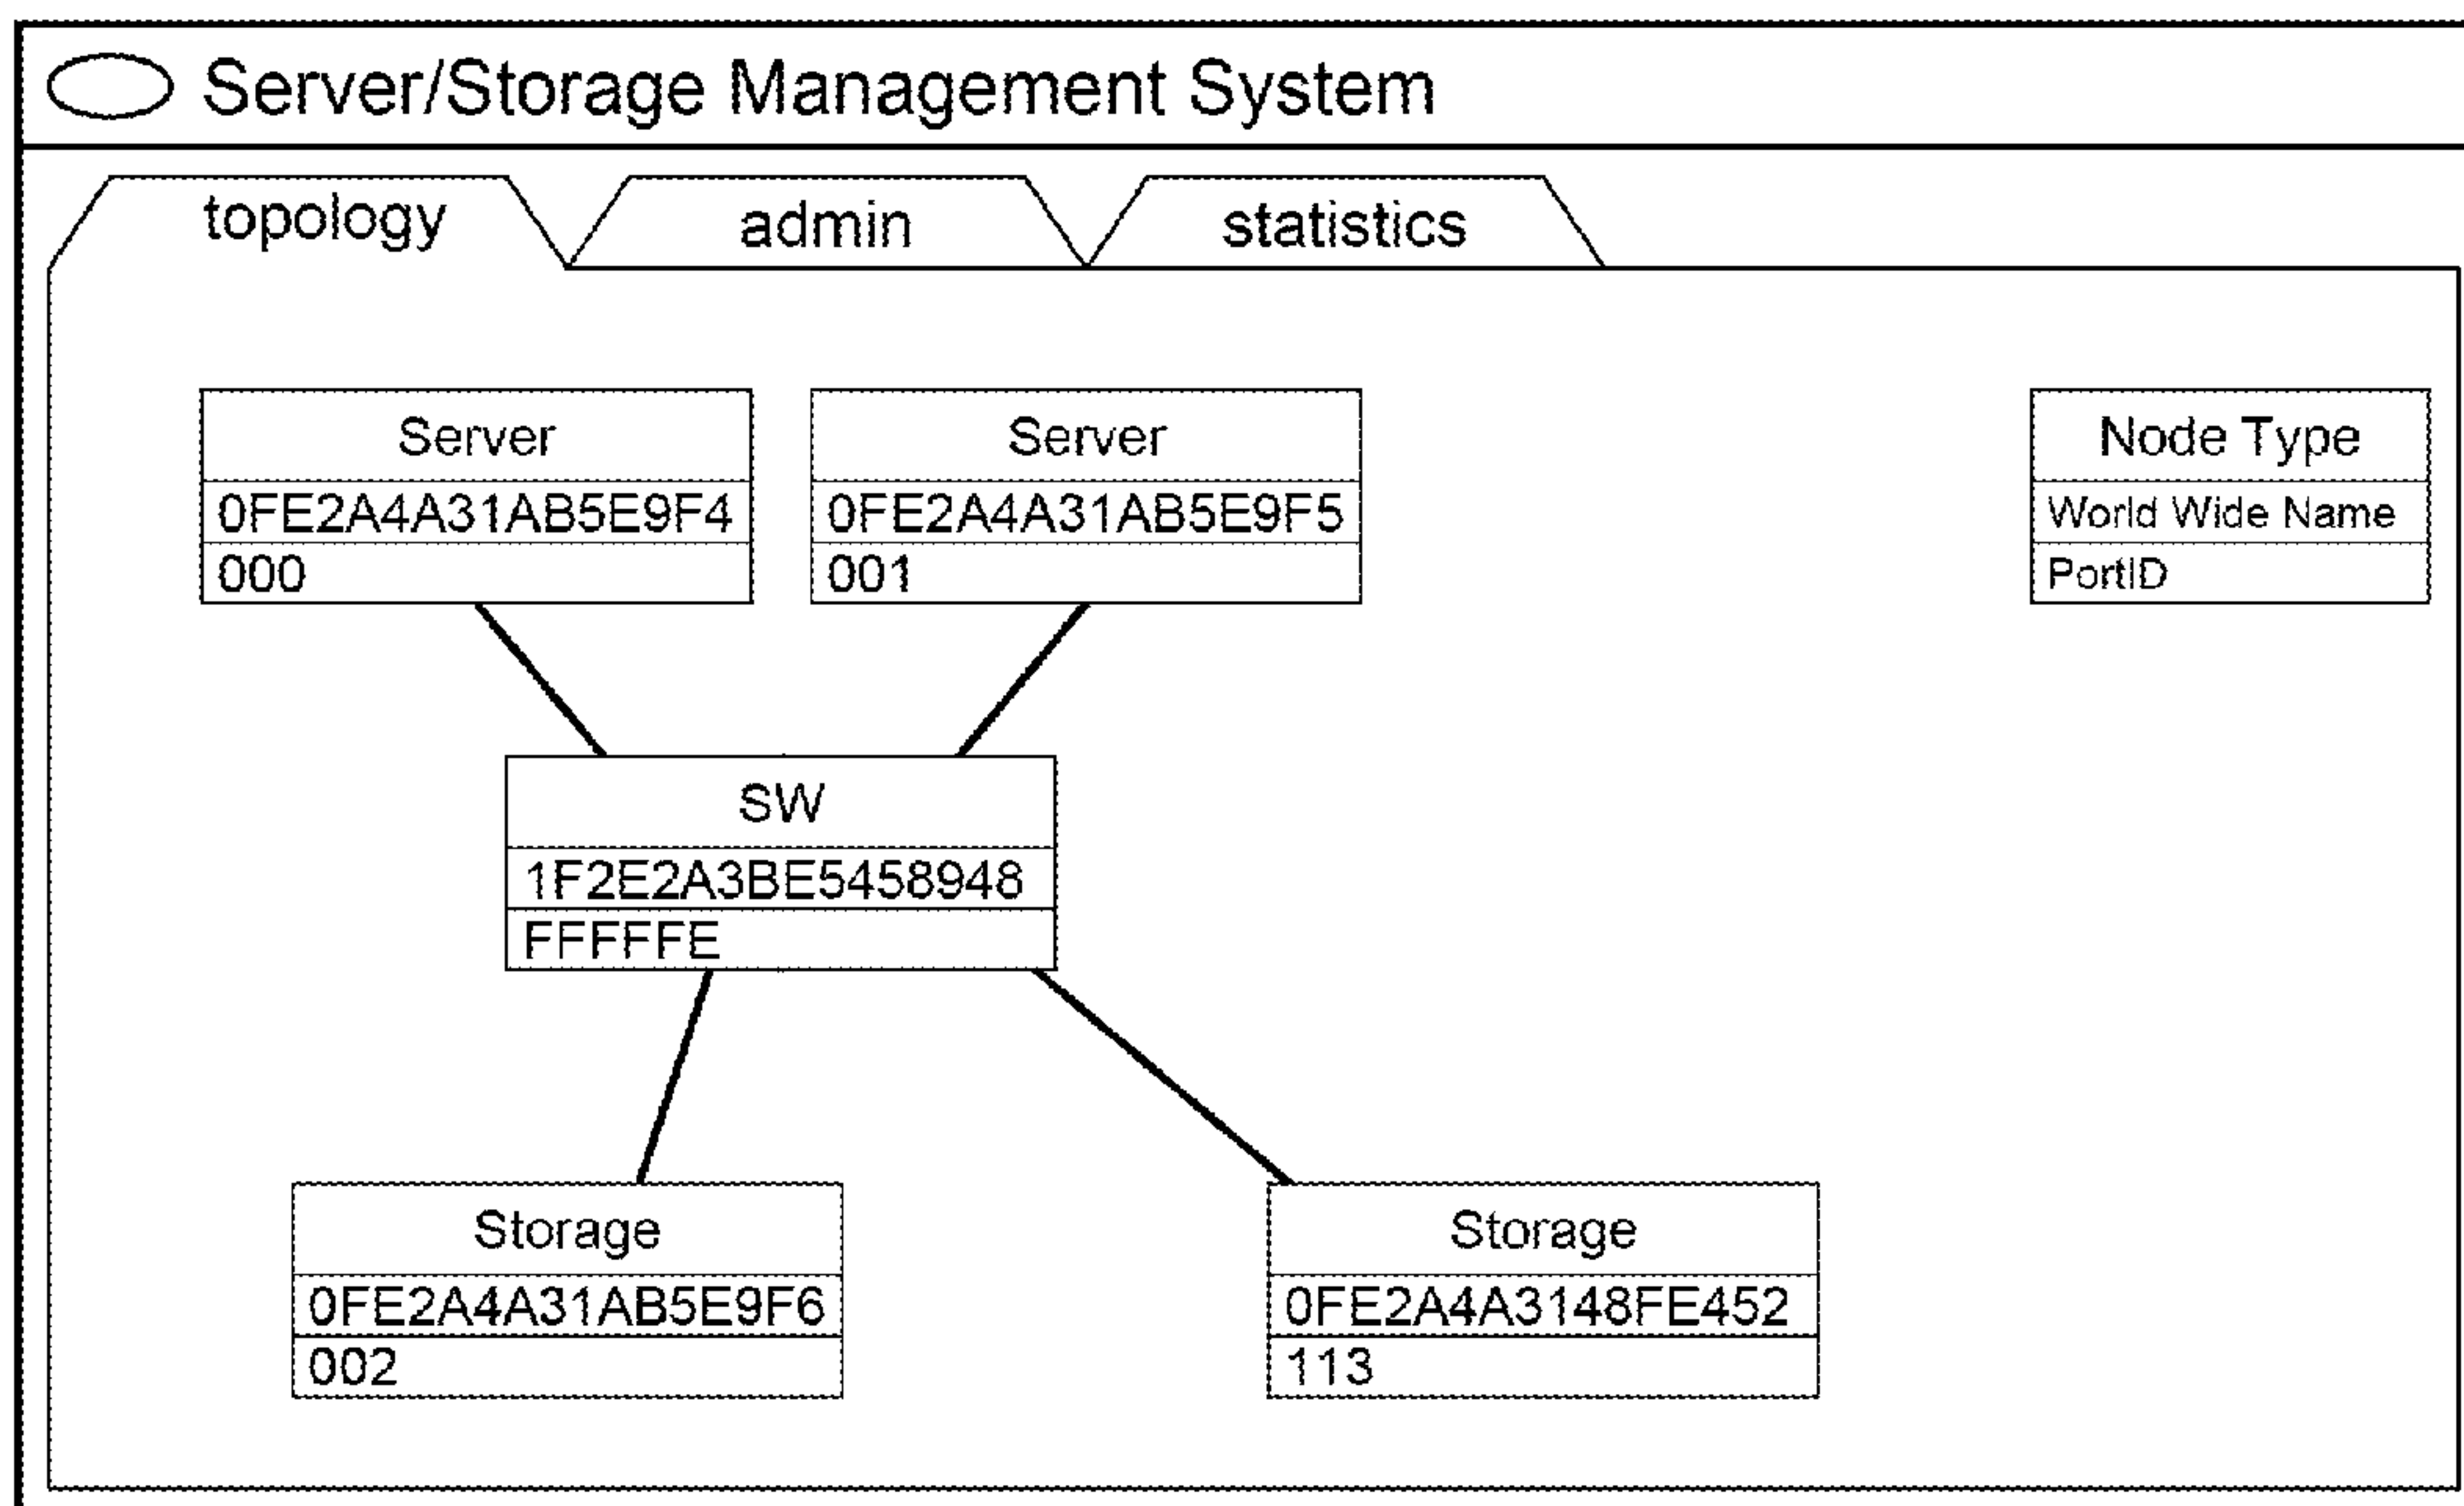 Server/Storage Management System
topology
admin
statistics
Server
0FE2A4A31AB5E9F4
000
Server
0FE2A4A31AB5E9F5
001
Node Type
World Wide Name
PortID
SW
1F2E2A3BE5458948
FFFFFE
Storage
0FE2A4A31AB5E9F6
002
Storage
0FE2A4A3148FE452
113